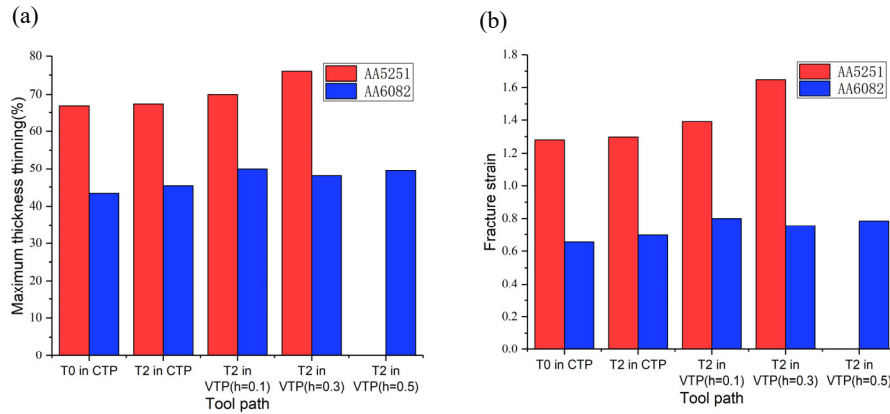 (a)
Maximum thickness thinning(%)
80
70
60
50
40
30
20
10
0
AA5251
AA6082
T0 in CTP
T2 in CTP
T2 in
VTP(h=0.1)
T2 in
VTP(h=0.3)
T2 in
VTP(h=0.5)
Tool path
(b)
Fracture strain
1.8
1.6
1.4
1.2
1.0
0.8
0.6
0.4
0.2
0.0
AA5251
AA6082
T0 in CTP
T2 in CTP
T2 in
VTP(h=0.1)
T2 in
VTP(h=0.3)
T2 in
VTP(h=0.5)
Tool path